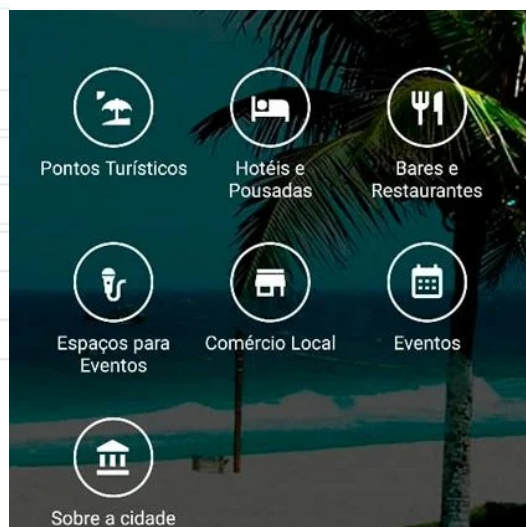 Pontos Turísticos
Hotéis e
Pousadas
Bares e
Restaurantes
Espaços para
Eventos
Comércio Local
Eventos
Sobre a cidade